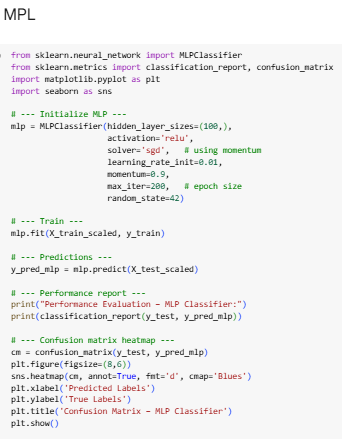 MPL
from sklearn.neural_network import MLPClassifier
from sklearn.metrics import classification_report, confusion_matrix
import matplotlib.pyplot as plt
import seaborn as sns
# --- Initialize MLP ---
mlp = MLPClassifier(hidden_layer_sizes=(100,),
activation='relu',
solver='sgd',   # using momentum
learning_rate_init=0.01,
momentum=0.9,
max_iter=200,   # epoch size
random_state=42)
# --- Train ---
mlp.fit(X_train_scaled, y_train)
# --- Predictions ---
y_pred_mlp = mlp.predict(X_test_scaled)
# --- Performance report ---
print("Performance Evaluation – MLP Classifier:")
print(classification_report(y_test, y_pred_mlp))
# --- Confusion matrix heatmap ---
cm = confusion_matrix(y_test, y_pred_mlp)
plt.figure(figsize=(8,6))
sns.heatmap(cm, annot=True, fmt='d', cmap='Blues')
plt.xlabel('Predicted Labels')
plt.ylabel('True Labels')
plt.title('Confusion Matrix – MLP Classifier')
plt.show()